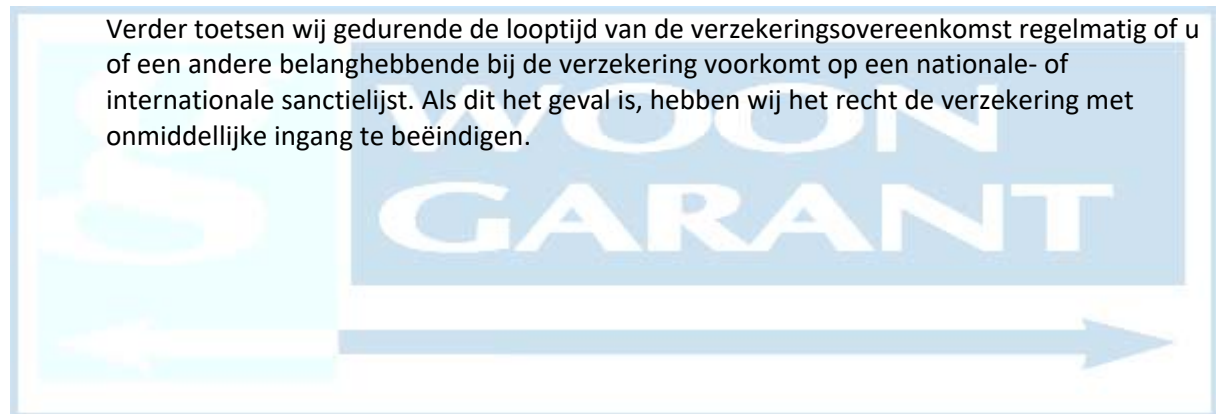 Verder toetsen wij gedurende de looptijd van de verzekeringsovereenkomst regelmatig of u
of een andere belanghebbende bij de verzekering voorkomt op een nationale- of
internationale sanctielijst. Als dit het geval is, hebben wij het recht de verzekering met
onmiddellijke ingang te beëindigen.
WOON
GARANT